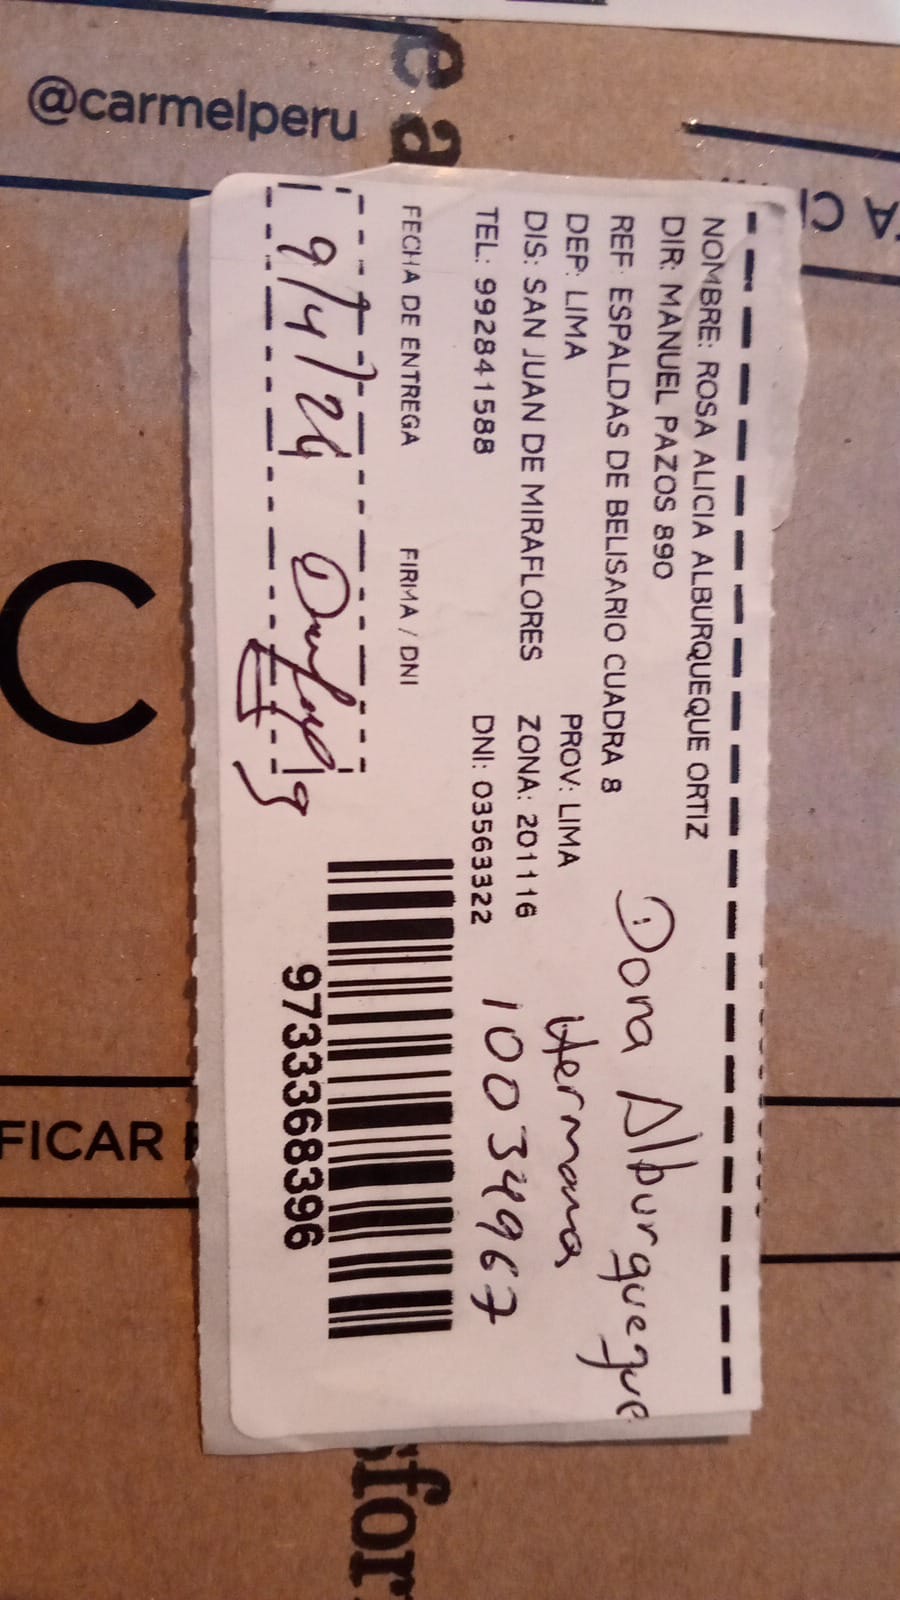 @carmelperu
e a
NOMBRE: ROSA ALICIA ALBURQUEQUE ORTIZ
DIR: MANUEL PAZOS 890
REF: ESPALDAS DE BELISARIO CUADRA 8
DEP: LIMA PROV: LIMA
DIS: SAN JUAN DE MIRAFLORES ZONA: 201116
TEL: 992841588 DNI: 03563322
Dora Alburqueque
Hermana
10034967
FECHA DE ENTREGA FIRMA / DNI
9/4/26
9733368396
C
FICAR
sfor